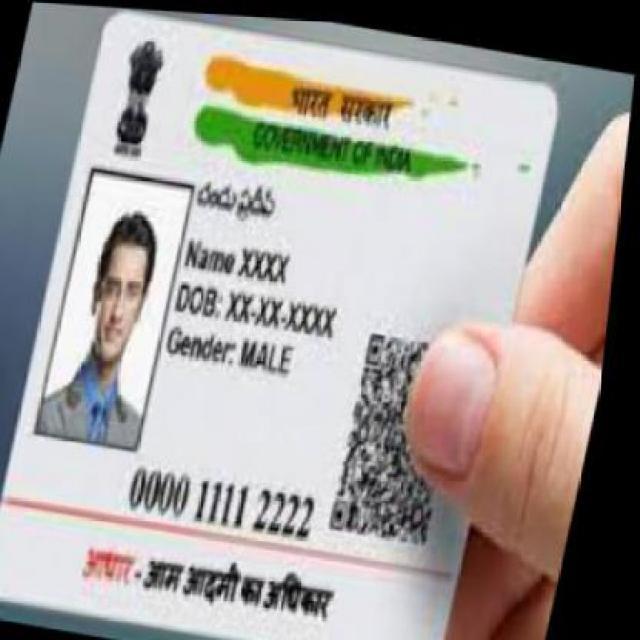 भारत सरकार
GOVERNMENT OF INDIA
Name XXXX
DOB: XX-XX-XXXX
Gender: MALE
0000 1111 2222
आधार - आम आदमी का अधिकार